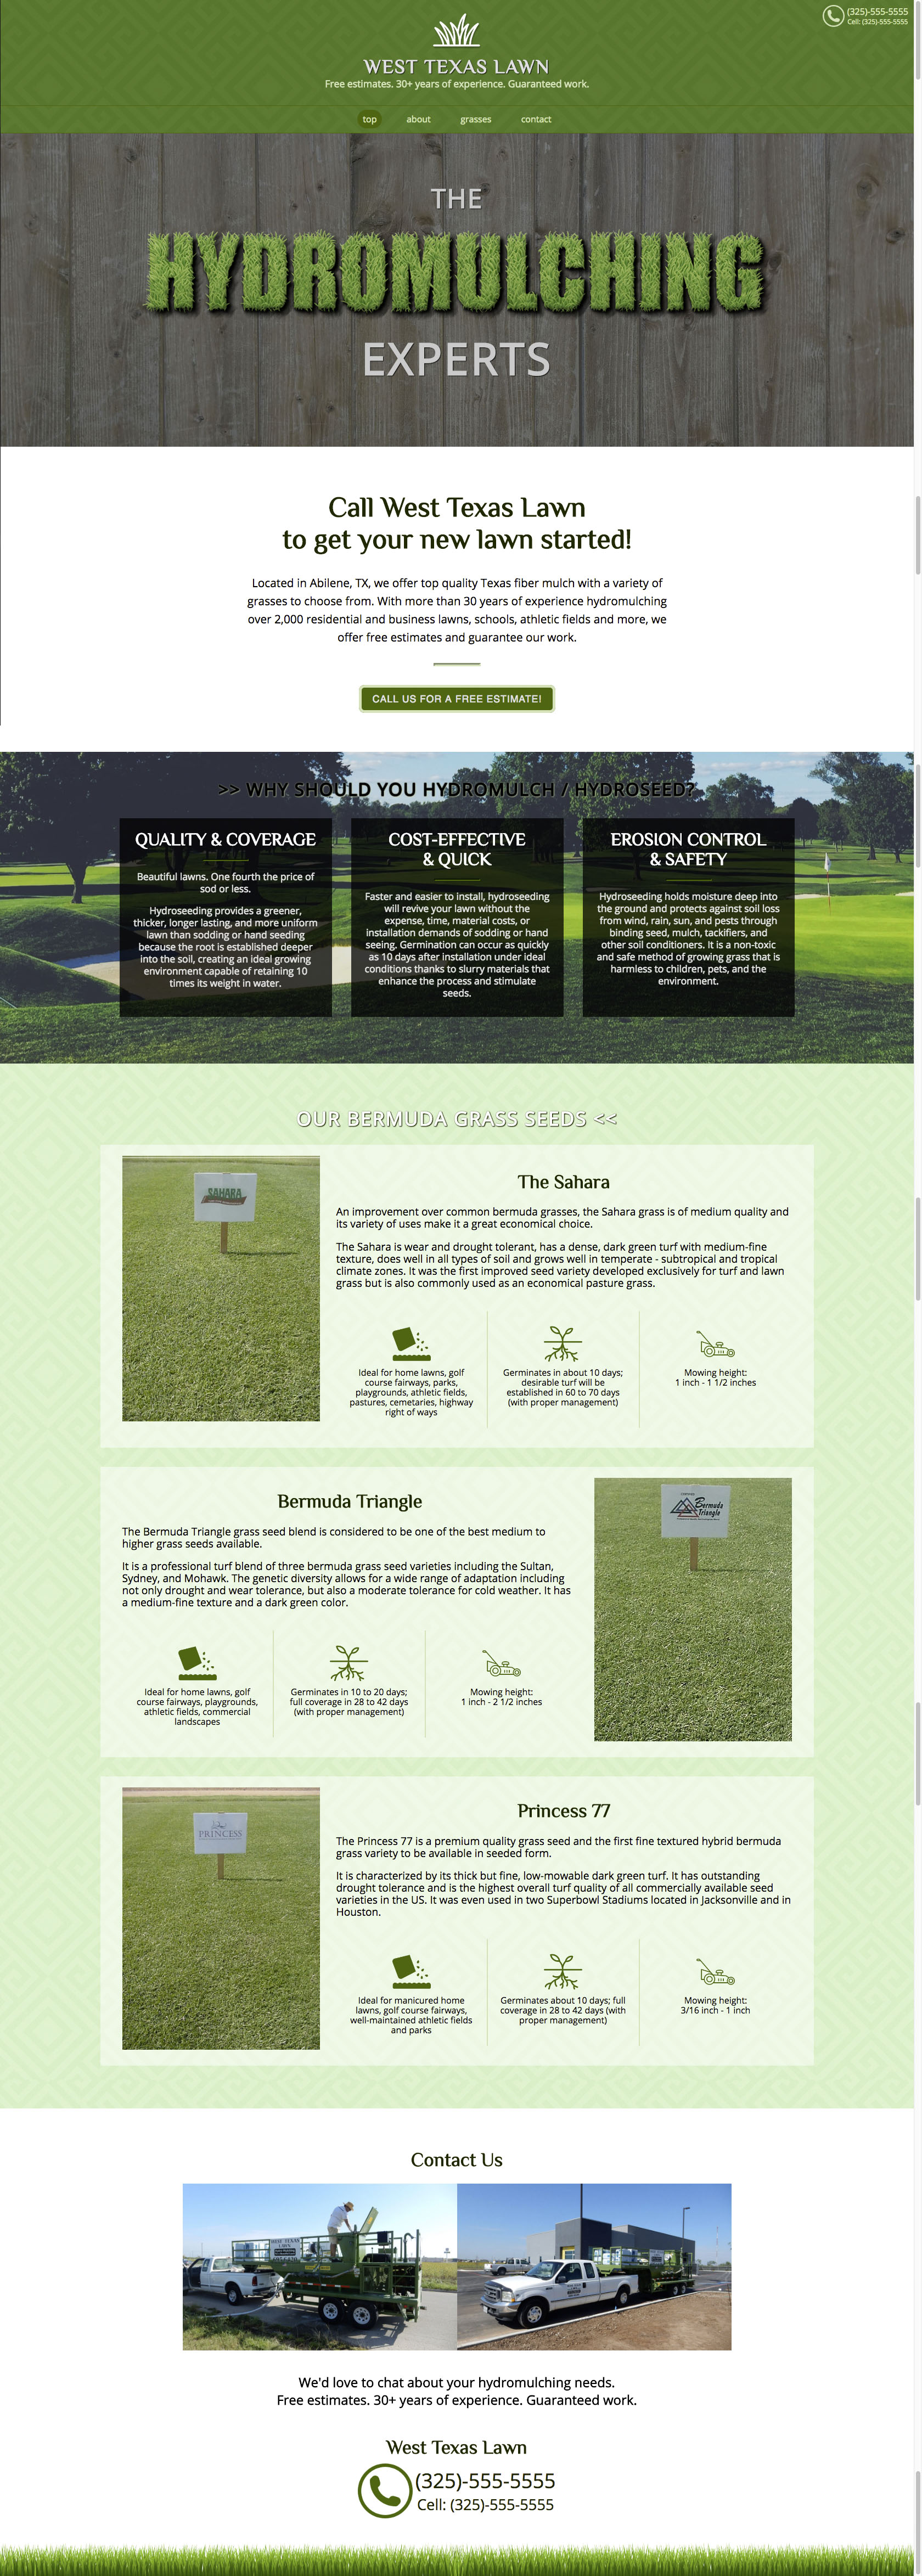 (325)-555-5555
Cell: (325)-555-5555
WEST TEXAS LAWN
Free estimates. 30+ years of experience. Guaranteed work.
top about grasses contact
THE
HYDROMULCHING
EXPERTS
Call West Texas Lawn
to get your new lawn started!
Located in Abilene, TX, we offer top quality Texas fiber mulch with a variety of
grasses to choose from. With more than 30 years of experience hydromulching
over 2,000 residential and business lawns, schools, athletic fields and more, we
offer free estimates and guarantee our work.
CALL US FOR A FREE ESTIMATE!
>> WHY SHOULD YOU HYDROMULCH / HYDROSEED?
QUALITY & COVERAGE
Beautiful lawns. One fourth the price of
sod or less.
Hydroseeding provides a greener,
thicker, longer lasting, and more uniform
lawn than sodding or hand seeding
because the root is established deeper
into the soil, creating an ideal growing
environment capable of retaining 10
times its weight in water.
COST-EFFECTIVE
& QUICK
Faster and easier to install, hydroseeding
will revive your lawn without the
expense, time, material costs, or
installation demands of sodding or hand
seeing. Germination can occur as quickly
as 10 days after installation under ideal
conditions thanks to slurry materials that
enhance the process and stimulate
seeds.
EROSION CONTROL
& SAFETY
Hydroseeding holds moisture deep into
the ground and protects against soil loss
from wind, rain, sun, and pests through
binding seed, mulch, tackifiers, and
other soil conditioners. It is a non-toxic
and safe method of growing grass that is
harmless to children, pets, and the
environment.
OUR BERMUDA GRASS SEEDS <<
SAHARA
The Sahara
An improvement over common bermuda grasses, the Sahara grass is of medium quality and
its variety of uses make it a great economical choice.
The Sahara is wear and drought tolerant, has a dense, dark green turf with medium-fine
texture, does well in all types of soil and grows well in temperate - subtropical and tropical
climate zones. It was the first improved seed variety developed exclusively for turf and lawn
grass but is also commonly used as an economical pasture grass.
Ideal for home lawns, golf
course fairways, parks,
playgrounds, athletic fields,
pastures, cemetaries, highway
right of ways
Germinates in about 10 days;
desirable turf will be
established in 60 to 70 days
(with proper management)
Mowing height:
1 inch - 1 1/2 inches
Bermuda Triangle
The Bermuda Triangle grass seed blend is considered to be one of the best medium to
higher grass seeds available.
It is a professional turf blend of three bermuda grass seed varieties including the Sultan,
Sydney, and Mohawk. The genetic diversity allows for a wide range of adaptation including
not only drought and wear tolerance, but also a moderate tolerance for cold weather. It has
a medium-fine texture and a dark green color.
Ideal for home lawns, golf
course fairways, playgrounds,
athletic fields, commercial
landscapes
Germinates in 10 to 20 days;
full coverage in 28 to 42 days
(with proper management)
Mowing height:
1 inch - 2 1/2 inches
Bermuda
Triangle
PRINCESS
Princess 77
The Princess 77 is a premium quality grass seed and the first fine textured hybrid bermuda
grass variety to be available in seeded form.
It is characterized by its thick but fine, low-mowable dark green turf. It has outstanding
drought tolerance and is the highest overall turf quality of all commercially available seed
varieties in the US. It was even used in two Superbowl Stadiums located in Jacksonville and in
Houston.
Ideal for manicured home
lawns, golf course fairways,
well-maintained athletic fields
and parks
Germinates about 10 days; full
coverage in 28 to 42 days (with
proper management)
Mowing height:
3/16 inch - 1 inch
Contact Us
WEST TEXAS
LAWN
We'd love to chat about your hydromulching needs.
Free estimates. 30+ years of experience. Guaranteed work.
West Texas Lawn
(325)-555-5555
Cell: (325)-555-5555